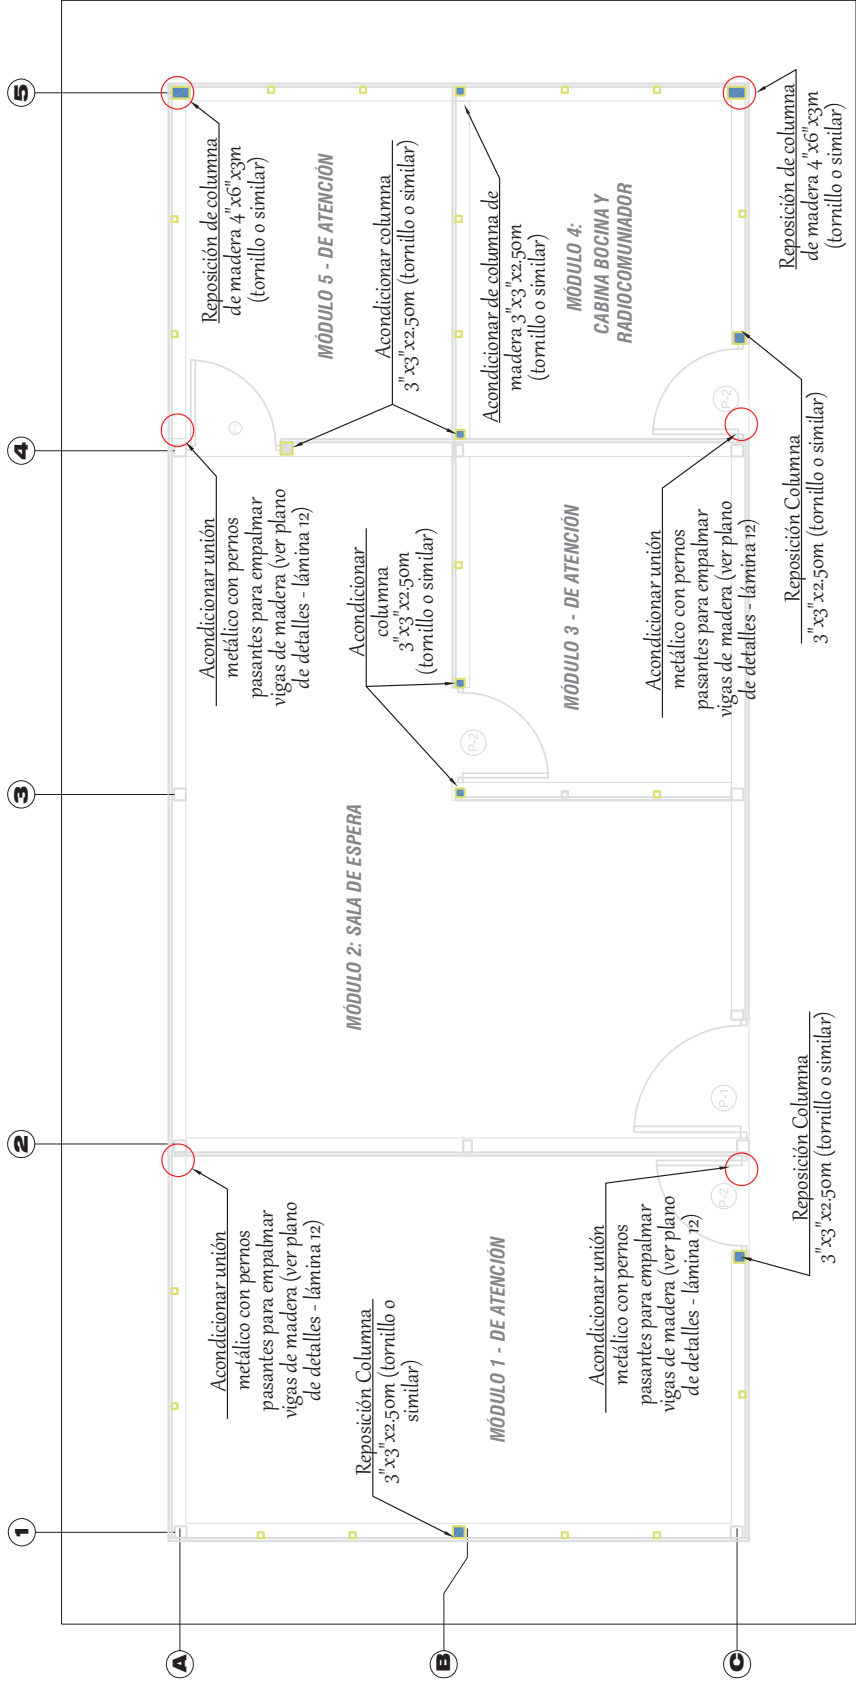 1
2
3
4
5
A
B
C
Acondicionar unión
metálico con pernos
pasantes para empalmar
vigas de madera (ver plano
de detalles - lámina 12)
Acondicionar unión
metálico con pernos
pasantes para empalmar
vigas de madera (ver plano
de detalles - lámina 12)
Reposición de columna
de madera 4"x6"x3m
(tornillo o similar)
MÓDULO 5 - DE ATENCIÓN
Acondicionar columna
3"x3"x2.50m (tornillo o similar)
MÓDULO 2: SALA DE ESPERA
Acondicionar
columna
3"x3"x2.50m
(tornillo o similar)
Reposición Columna
3"x3"x2.50m (tornillo o
similar)
MÓDULO 1 - DE ATENCIÓN
Acondicionar de columna de
madera 3"x3"x2.50m
(tornillo o similar)
MÓDULO 4:
CABINA BOCINA Y
RADIOCOMUNIADOR
MÓDULO 3 - DE ATENCIÓN
P-2
Acondicionar unión
metálico con pernos
pasantes para empalmar
vigas de madera (ver plano
de detalles - lámina 12)
P-2
P-1
Acondicionar unión
metálico con pernos
pasantes para empalmar
vigas de madera (ver plano
de detalles - lámina 12)
P-2
Reposición Columna
3"x3"x2.50m (tornillo o similar)
Reposición Columna
3"x3"x2.50m (tornillo o similar)
Reposición de columna
de madera 4"x6"x3m
(tornillo o similar)